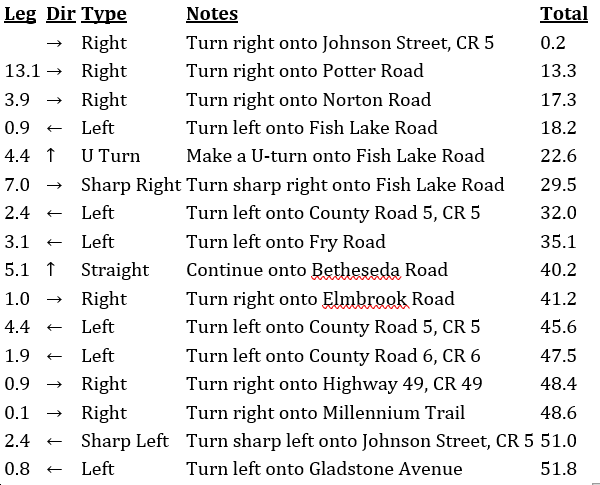 Leg Dir Type Notes Total
→ Right Turn right onto Johnson Street, CR 5 0.2
13.1 → Right Turn right onto Potter Road 13.3
3.9 → Right Turn right onto Norton Road 17.3
0.9 ← Left Turn left onto Fish Lake Road 18.2
4.4 ↑ U Turn Make a U-turn onto Fish Lake Road 22.6
7.0 → Sharp Right Turn sharp right onto Fish Lake Road 29.5
2.4 ← Left Turn left onto County Road 5, CR 5 32.0
3.1 ← Left Turn left onto Fry Road 35.1
5.1 ↑ Straight Continue onto Betheseda Road 40.2
1.0 → Right Turn right onto Elmbrook Road 41.2
4.4 ← Left Turn left onto County Road 5, CR 5 45.6
1.9 ← Left Turn left onto County Road 6, CR 6 47.5
0.9 → Right Turn right onto Highway 49, CR 49 48.4
0.1 → Right Turn right onto Millennium Trail 48.6
2.4 ← Sharp Left Turn sharp left onto Johnson Street, CR 5 51.0
0.8 ← Left Turn left onto Gladstone Avenue 51.8